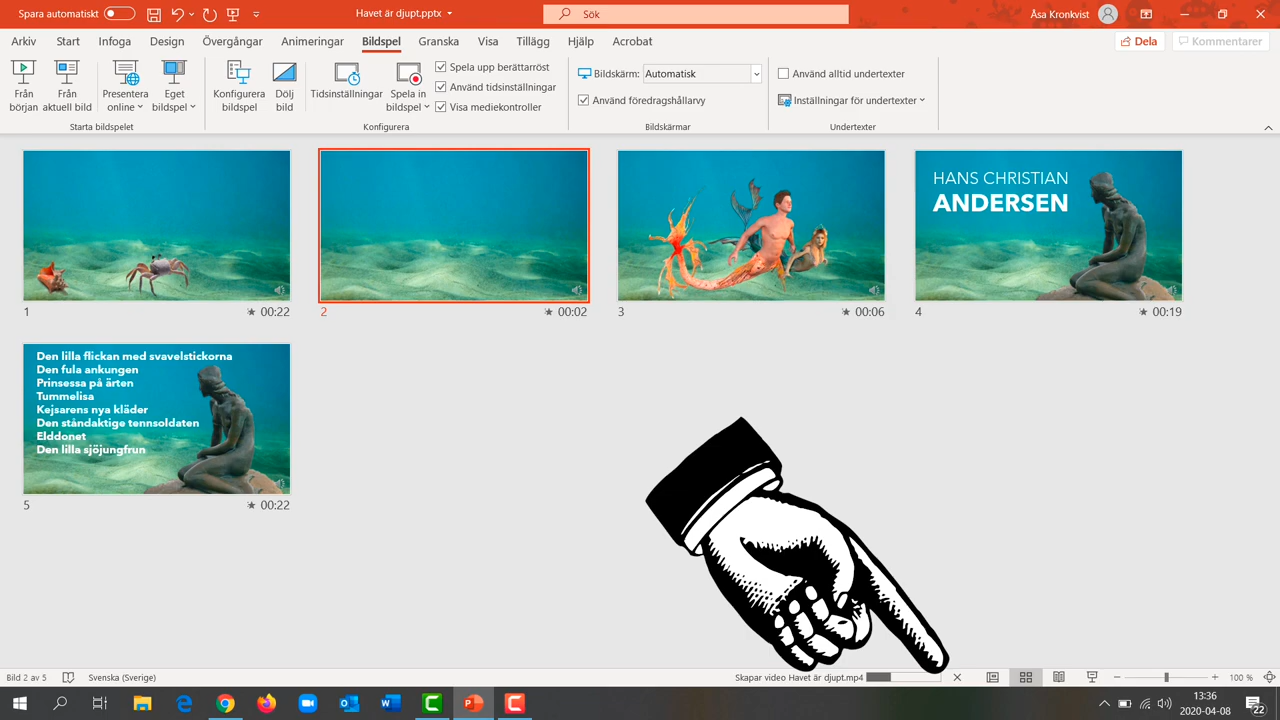 Spara automatiskt
Havet är djupt.pptx
Sök
Åsa Kronkvist
Arkiv
Start
Infoga
Design
Övergångar
Animeringar
Bildspel
Granska
Visa
Tillägg
Hjälp
Acrobat
Dela
Kommentarer
Från
början
Från
aktuell bild
Presentera
online
Eget
bildspel
Starta bildspelet
Konfigurera
bildspel
Dölj
bild
Tidsinställningar
Spela in
bildspel
Spela upp berättarröst
Använd tidsinställningar
Visa mediekontroller
Konfigurera
Bildskärm:
Automatisk
Använd föredragshållarvy
Bildskärmar
Använd alltid undertexter
Inställningar för undertexter
Undertexter
1
00:22
2
00:02
3
00:06
HANS CHRISTIAN
ANDERSEN
4
00:19
Den lilla flickan med svavelstickorna
Den fula ankungen
Prinsessa på ärten
Tummelisa
Kejsarens nya kläder
Den ståndaktige tennsoldaten
Elddonet
Den lilla sjöjungfrun
5
00:22
Bild 2 av 5
Svenska (Sverige)
Skapar video Havet är djupt.mp4
100 %
13:36
2020-04-08
22